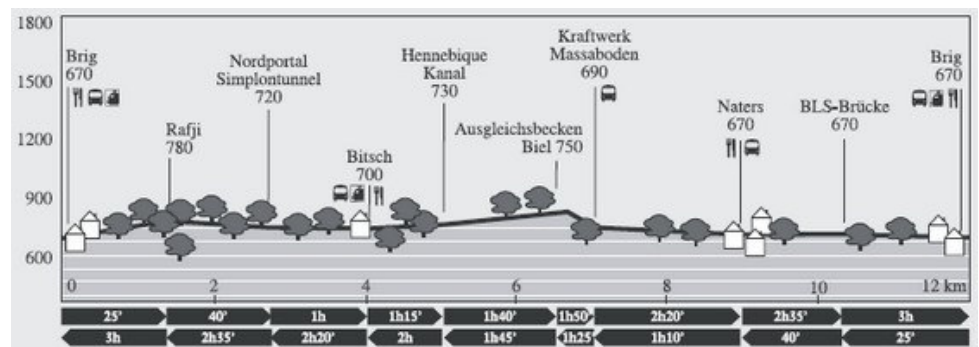 1800
1500
1200
900
600
Brig
670
Rafji
780
Nordportal
Simplontunnel
720
Bitsch
700
Hennebique
Kanal
730
Ausgleichsbecken
Biel 750
Kraftwerk
Massaboden
690
Naters
670
BLS-Brücke
670
Brig
670
0 2 4 6 8 10 12 km
25' 40' 1h 1h15' 1h40' 1h50' 2h20' 2h35' 3h
3h 2h35' 2h20' 2h 1h45' 1h25' 1h10' 40' 25'